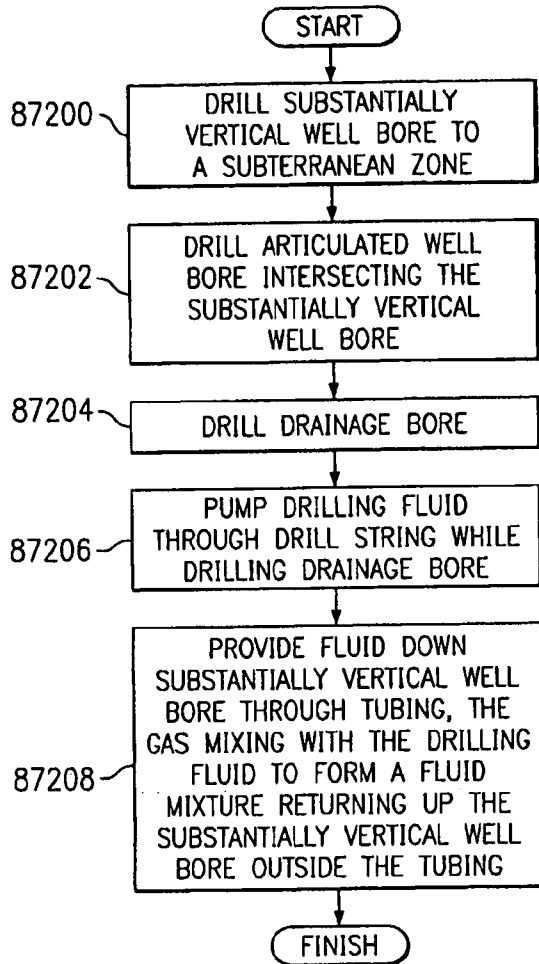 START
87200
DRILL SUBSTANTIALLY
VERTICAL WELL BORE TO
A SUBTERRANEAN ZONE
87202
DRILL ARTICULATED WELL
BORE INTERSECTING THE
SUBSTANTIALLY VERTICAL
WELL BORE
87204
DRILL DRAINAGE BORE
87206
PUMP DRILLING FLUID
THROUGH DRILL STRING WHILE
DRILLING DRAINAGE BORE
87208
PROVIDE FLUID DOWN
SUBSTANTIALLY VERTICAL WELL
BORE THROUGH TUBING, THE
GAS MIXING WITH THE DRILLING
FLUID TO FORM A FLUID
MIXTURE RETURNING UP THE
SUBSTANTIALLY VERTICAL WELL
BORE OUTSIDE THE TUBING
FINISH